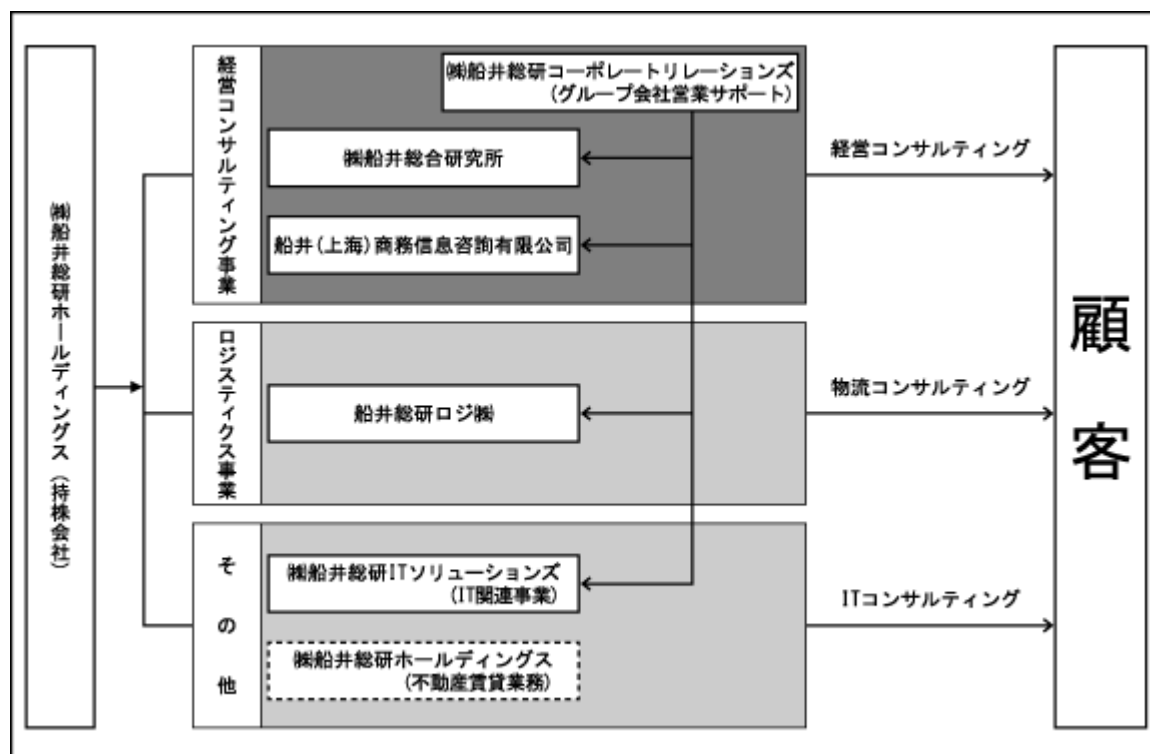 ㈱船井総研ホールディングス（持株会社）
経営コンサルティング事業
㈱船井総研コーポレートリレーションズ
（グループ会社営業サポート）
㈱船井総合研究所
船井（上海）商務信息咨詢有限公司
経営コンサルティング
ロジスティクス事業
船井総研ロジ㈱
物流コンサルティング
その他
㈱船井総研ITソリューションズ
（IT関連事業）
㈱船井総研ホールディングス
（不動産賃貸業務）
ITコンサルティング
顧客